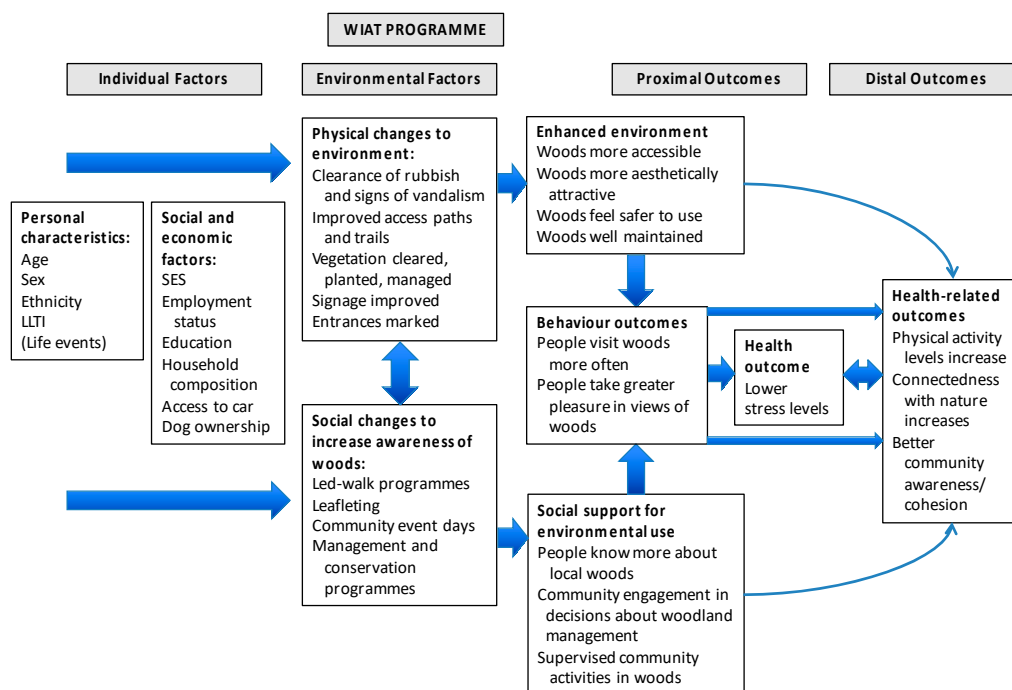 WIAT PROGRAMME
Individual Factors
Environmental Factors
Proximal Outcomes
Distal Outcomes
Personal
characteristics:
Age
Sex
Ethnicity
LLTI
(Life events)
Social and
economic
factors:
SES
Employment
status
Education
Household
composition
Access to car
Dog ownership
Physical changes to
environment:
Clearance of rubbish
and signs of vandalism
Improved access paths
and trails
Vegetation cleared,
planted, managed
Signage improved
Entrances marked
Social changes to
increase awareness of
woods:
Led-walk programmes
Leafleting
Community event days
Management and
conservation
programmes
Enhanced environment
Woods more accessible
Woods more aesthetically
attractive
Woods feel safer to use
Woods well maintained
Behaviour outcomes
People visit woods
more often
People take greater
pleasure in views of
woods
Social support for
environmental use
People know more about
local woods
Community engagement in
decisions about woodland
management
Supervised community
activities in woods
Health
outcome
Lower
stress levels
Health-related
outcomes
Physical activity
levels increase
Connectedness
with nature
increases
Better
community
awareness/
cohesion